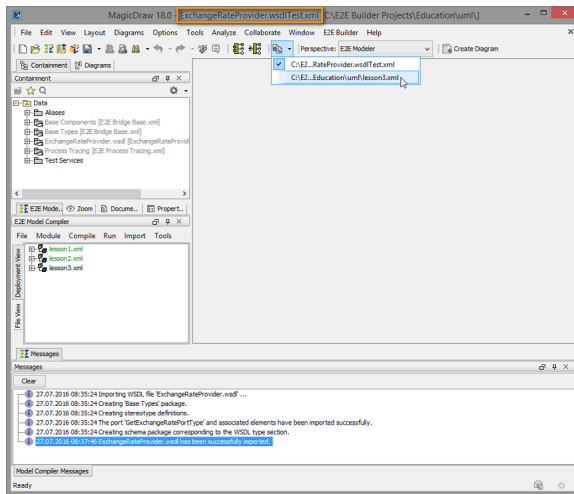 MagicDraw 18.0 - ExchangeRateProvider.wsdlTest.xml [C:\E2E Builder Projects\Education\uml\]
File Edit View Layout Diagrams Options Tools Analyze Collaborate Window E2E Builder Help
Perspective: E2E Modeler Create Diagram
Containment Diagrams
C:\E2...RateProvider.wsdlTest.xml
Containment
C:\E2...Education\uml\lesson3.xml
Data
Aliases
Base Components [E2E Bridge Base.xml]
Base Types [E2E Bridge Base.xml]
ExchangeRateProvider.wsdl [ExchangeRateProvid
Process Tracing [E2E Process Tracing.xml]
Test Services
E2E Mode.. Zoom Docume... Propert..
E2E Model Compiler
File Module Compile Run Import Tools
Deployment View
File View
lesson1.xml
lesson2.xml
lesson3.xml
Messages
Messages
Clear
27.07.2016 08:35:24 Importing WSDL file 'ExchangeRateProvider.wsdl' ...
27.07.2016 08:35:24 Creating 'Base Types' package.
27.07.2016 08:35:24 Creating stereotype definitions.
27.07.2016 08:35:24 The port 'GetExchangeRatePortType' and associated elements have been imported successfully.
27.07.2016 08:35:24 Creating schema package corresponding to the WSDL type section.
27.07.2016 08:37:46 ExchangeRateProvider.wsdl has been successfully imported.
Model Compiler Messages
Ready